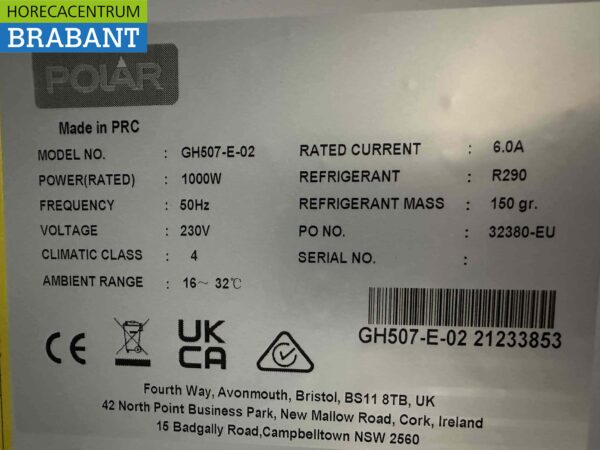 HORECACENTRUM
BRABANT
POLAR
Made in PRC
MODEL NO. : GH507-E-02
POWER(RATED) : 1000W
FREQUENCY : 50Hz
VOLTAGE : 230V
CLIMATIC CLASS : 4
AMBIENT RANGE : 16～ 32℃
RATED CURRENT : 6.0A
REFRIGERANT : R290
REFRIGERANT MASS : 150 gr.
PO NO. : 32380-EU
SERIAL NO. :
GH507-E-02 21233853
CE
UK
CA
Fourth Way, Avonmouth, Bristol, BS11 8TB, UK
42 North Point Business Park, New Mallow Road, Cork, Ireland
15 Badgally Road,Campbelltown NSW 2560